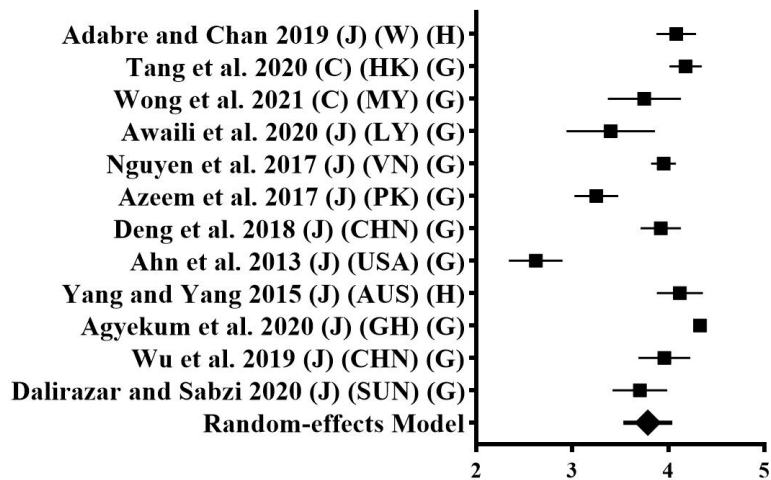 Adabre and Chan 2019 (J) (W) (H)
Tang et al. 2020 (C) (HK) (G)
Wong et al. 2021 (C) (MY) (G)
Awaili et al. 2020 (J) (LY) (G)
Nguyen et al. 2017 (J) (VN) (G)
Azeem et al. 2017 (J) (PK) (G)
Deng et al. 2018 (J) (CHN) (G)
Ahn et al. 2013 (J) (USA) (G)
Yang and Yang 2015 (J) (AUS) (H)
Agyekum et al. 2020 (J) (GH) (G)
Wu et al. 2019 (J) (CHN) (G)
Dalirazar and Sabzi 2020 (J) (SUN) (G)
Random-effects Model
2 3 4 5